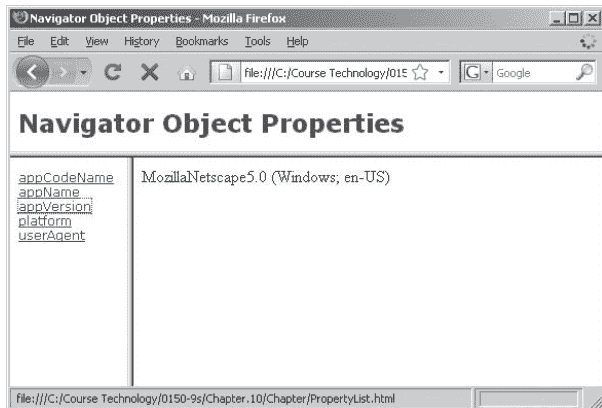 Navigator Object Properties - Mozilla Firefox
File Edit View History Bookmarks Tools Help
file:///C:/Course Technology/015 G Google
Navigator Object Properties
appCodeName
appName
appVersion
platform
userAgent
MozillaNetscape5.0 (Windows; en-US)
file:///C:/Course Technology/0150-9s/Chapter.10/Chapter/PropertyList.html